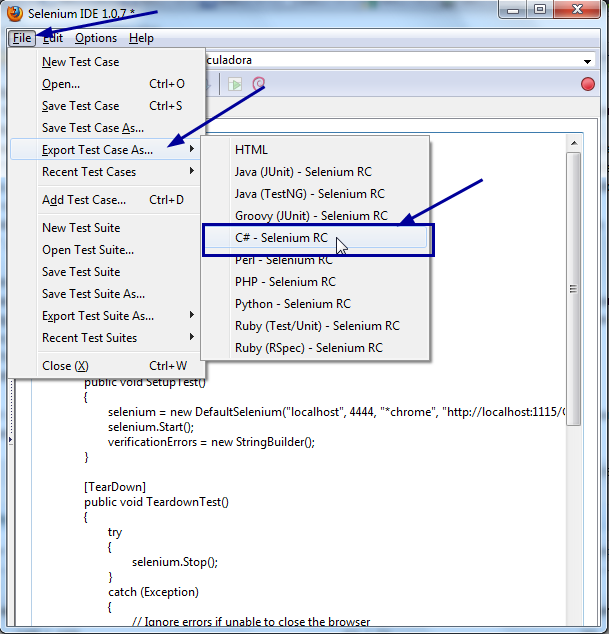 Selenium IDE 1.0.7 *
File Edit Options Help
culadora
New Test Case
Open... Ctrl+O
Save Test Case Ctrl+S
Save Test Case As...
Export Test Case As...
Recent Test Cases
Add Test Case... Ctrl+D
New Test Suite
Open Test Suite...
Save Test Suite
Save Test Suite As...
Export Test Suite As...
Recent Test Suites
Close (X) Ctrl+W
HTML
Java (JUnit) - Selenium RC
Java (TestNG) - Selenium RC
Groovy (JUnit) - Selenium RC
C# - Selenium RC
Perl - Selenium RC
PHP - Selenium RC
Python - Selenium RC
Ruby (Test/Unit) - Selenium RC
Ruby (RSpec) - Selenium RC
public void SetupTest()
{
selenium = new DefaultSelenium("localhost", 4444, "*chrome", "http://localhost:1115/
selenium.Start();
verificationErrors = new StringBuilder();
}
[TearDown]
public void TeardownTest()
{
try
{
selenium.Stop();
}
catch (Exception)
{
// Ignore errors if unable to close the browser